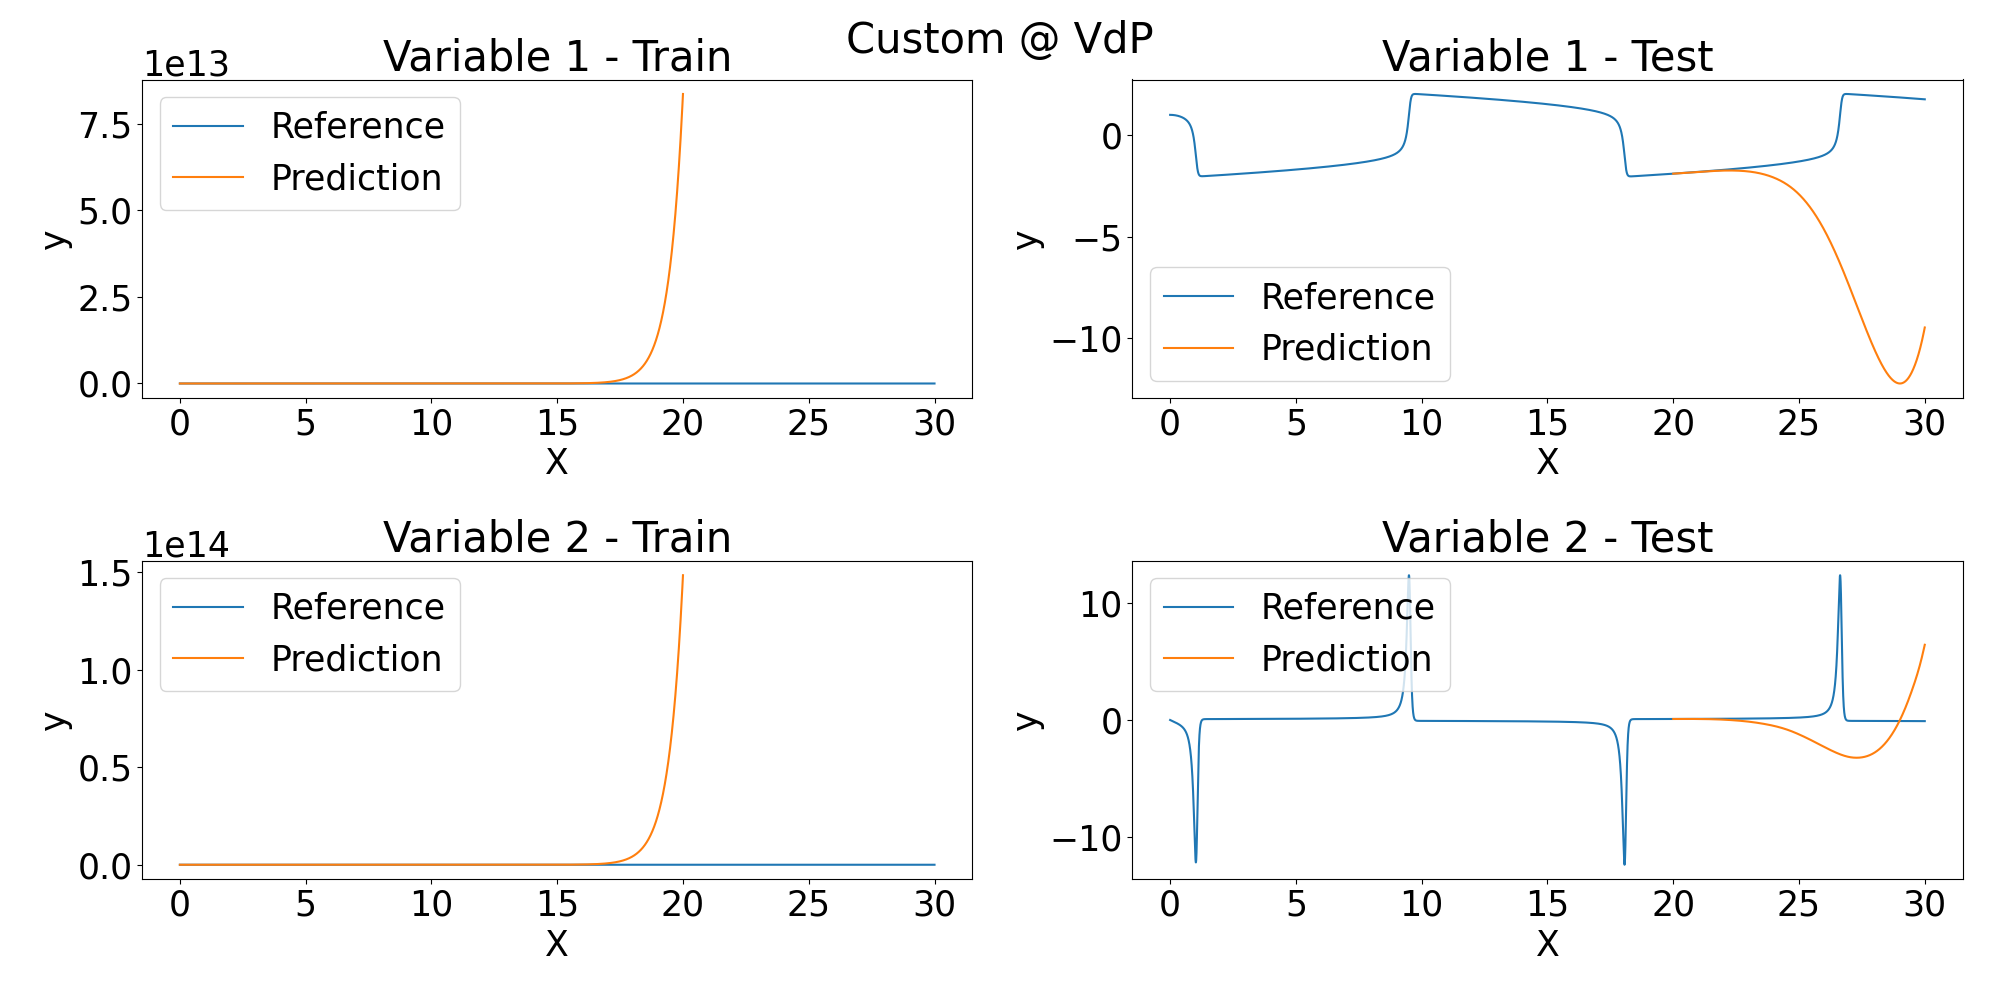 Custom @ VdP
Variable 1 - Train
1e13
7.5
5.0
2.5
0.0
y
Reference
Prediction
0 5 10 15 20 25 30
X
Variable 1 - Test
0
−5
−10
y
Reference
Prediction
0 5 10 15 20 25 30
X
Variable 2 - Train
1e14
1.5
1.0
0.5
0.0
y
Reference
Prediction
0 5 10 15 20 25 30
X
Variable 2 - Test
10
0
−10
y
Reference
Prediction
0 5 10 15 20 25 30
X